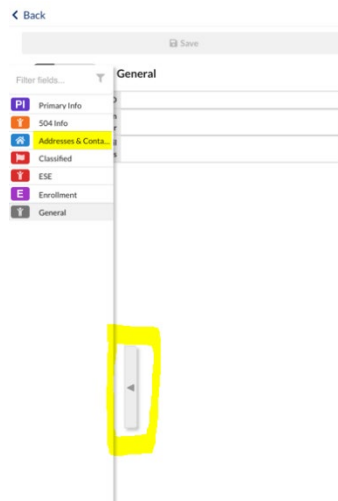 Back
Save
Filter fields...
General
PI Primary Info
504 Info
Addresses & Conta...
Classified
ESE
E Enrollment
General